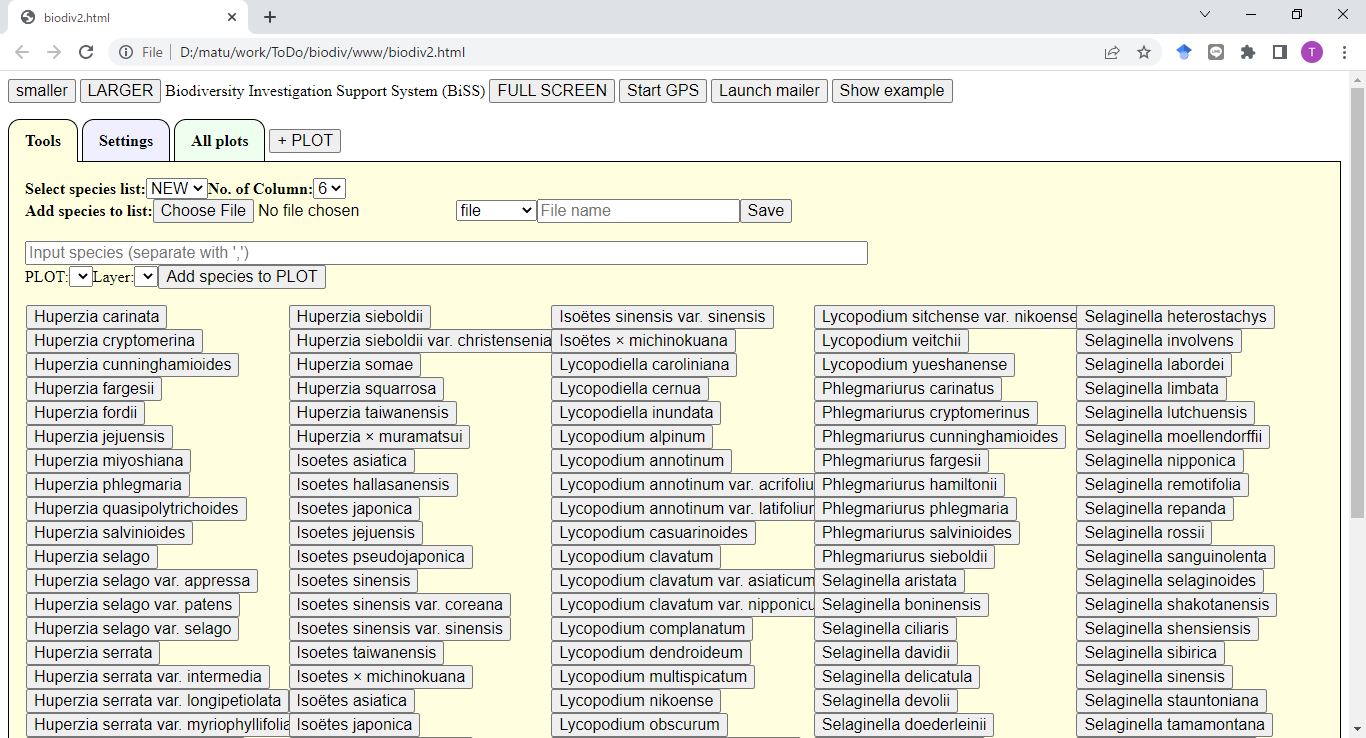 biodiv2.html
File D:/matu/work/ToDo/biodiv/www/biodiv2.html T
smaller LARGER Biodiversity Investigation Support System (BiSS) FULL SCREEN Start GPS Launch mailer Show example
Tools Settings All plots + PLOT
Select species list: NEW No. of Column: 6
Add species to list: Choose File No file chosen file File name Save
Input species (separate with ',')
PLOT: Layer: Add species to PLOT
Huperzia carinata Huperzia sieboldii Isoëtes sinensis var. sinensis Lycopodium sitchense var. nikoense Selaginella heterostachys
Huperzia cryptomerina Huperzia sieboldii var. christensenia Isoëtes × michinokuana Lycopodium veitchii Selaginella involvens
Huperzia cunninghamioides Huperzia somae Lycopodiella caroliniana Lycopodium yueshanense Selaginella labordei
Huperzia fargesii Huperzia squarrosa Lycopodiella cernua Phlegmariurus carinatus Selaginella limbata
Huperzia fordii Huperzia taiwanensis Lycopodiella inundata Phlegmariurus cryptomerinus Selaginella lutchuensis
Huperzia jejuensis Huperzia × muramatsui Lycopodium alpinum Phlegmariurus cunninghamioides Selaginella moellendorffii
Huperzia miyoshiana Isoetes asiatica Lycopodium annotinum Phlegmariurus fargesii Selaginella nipponica
Huperzia phlegmaria Isoetes hallasanensis Lycopodium annotinum var. acrifoliu Phlegmariurus hamiltonii Selaginella remotifolia
Huperzia quasipolytrichoides Isoetes japonica Lycopodium annotinum var. latifoliur Phlegmariurus phlegmaria Selaginella repanda
Huperzia salvinioides Isoetes jejuensis Lycopodium casuarinoides Phlegmariurus salvinioides Selaginella rossii
Huperzia selago Isoetes pseudojaponica Lycopodium clavatum Phlegmariurus sieboldii Selaginella sanguinolenta
Huperzia selago var. appressa Isoetes sinensis Lycopodium clavatum var. asiaticum Selaginella aristata Selaginella selaginoides
Huperzia selago var. patens Isoetes sinensis var. coreana Lycopodium clavatum var. nipponicu Selaginella boninensis Selaginella shakotanensis
Huperzia selago var. selago Isoetes sinensis var. sinensis Lycopodium complanatum Selaginella ciliaris Selaginella shensiensis
Huperzia serrata Isoetes taiwanensis Lycopodium dendroideum Selaginella davidii Selaginella sibirica
Huperzia serrata var. intermedia Isoetes × michinokuana Lycopodium multispicatum Selaginella delicatula Selaginella sinensis
Huperzia serrata var. longipetiolata Isoëtes asiatica Lycopodium nikoense Selaginella devolii Selaginella stauntoniana
Huperzia serrata var. myriophyllifolia Isoëtes japonica Lycopodium obscurum Selaginella doederleinii Selaginella tamamontana